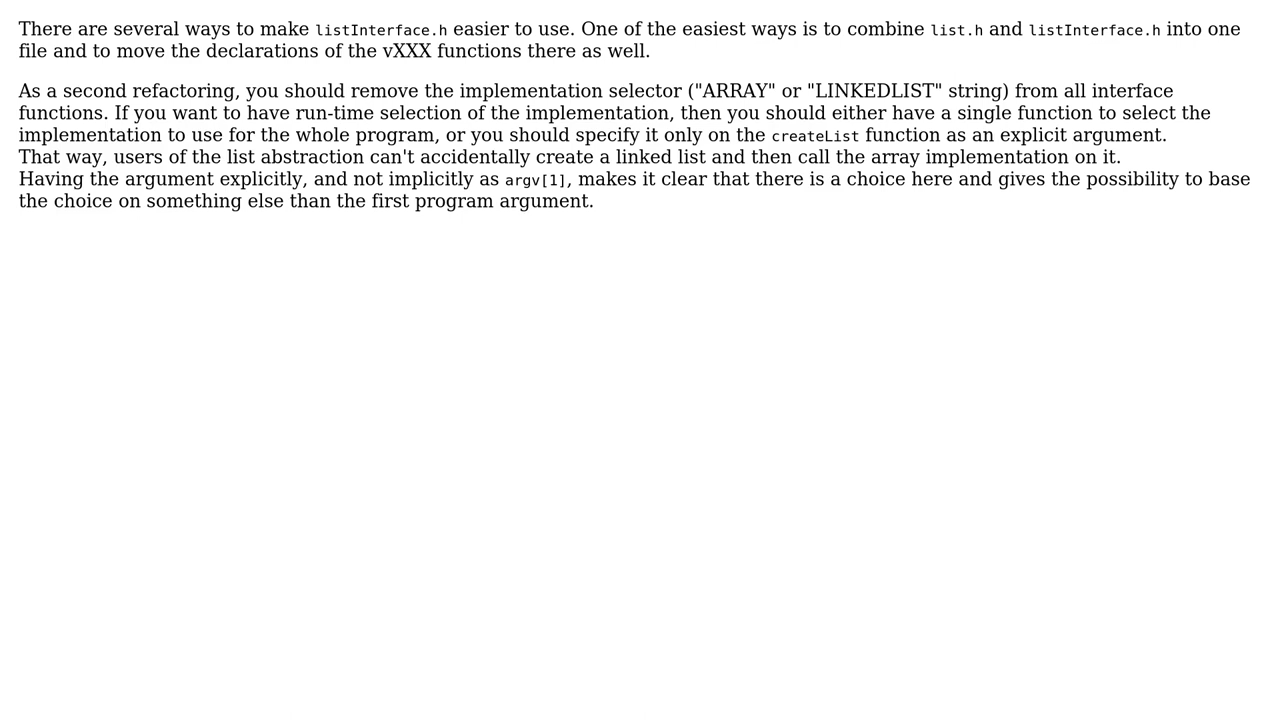 There are several ways to make listInterface.h easier to use. One of the easiest ways is to combine list.h and listInterface.h into one
file and to move the declarations of the vXXX functions there as well.
As a second refactoring, you should remove the implementation selector ("ARRAY" or "LINKEDLIST" string) from all interface
functions. If you want to have run-time selection of the implementation, then you should either have a single function to select the
implementation to use for the whole program, or you should specify it only on the createList function as an explicit argument.
That way, users of the list abstraction can't accidentally create a linked list and then call the array implementation on it.
Having the argument explicitly, and not implicitly as argv[1], makes it clear that there is a choice here and gives the possibility to base
the choice on something else than the first program argument.